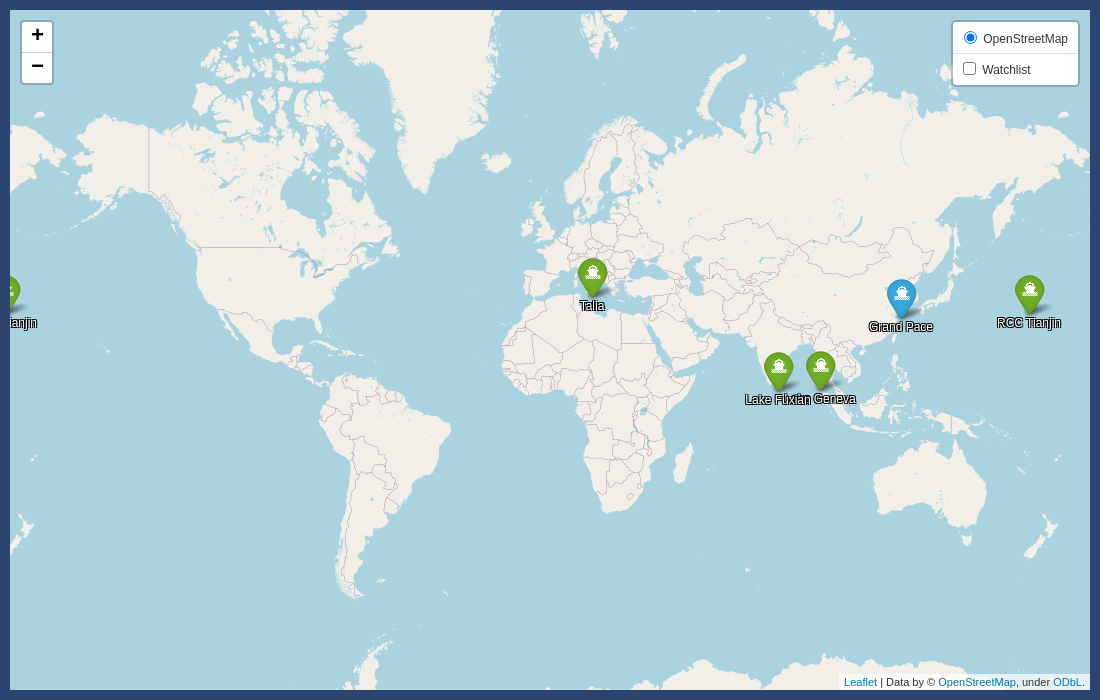 +
−
OpenStreetMap
Watchlist
Talia
Grand Pace
RCC Tianjin
ianjin
Lake Fuxian
Geneva
Leaflet | Data by © OpenStreetMap, under ODbL.